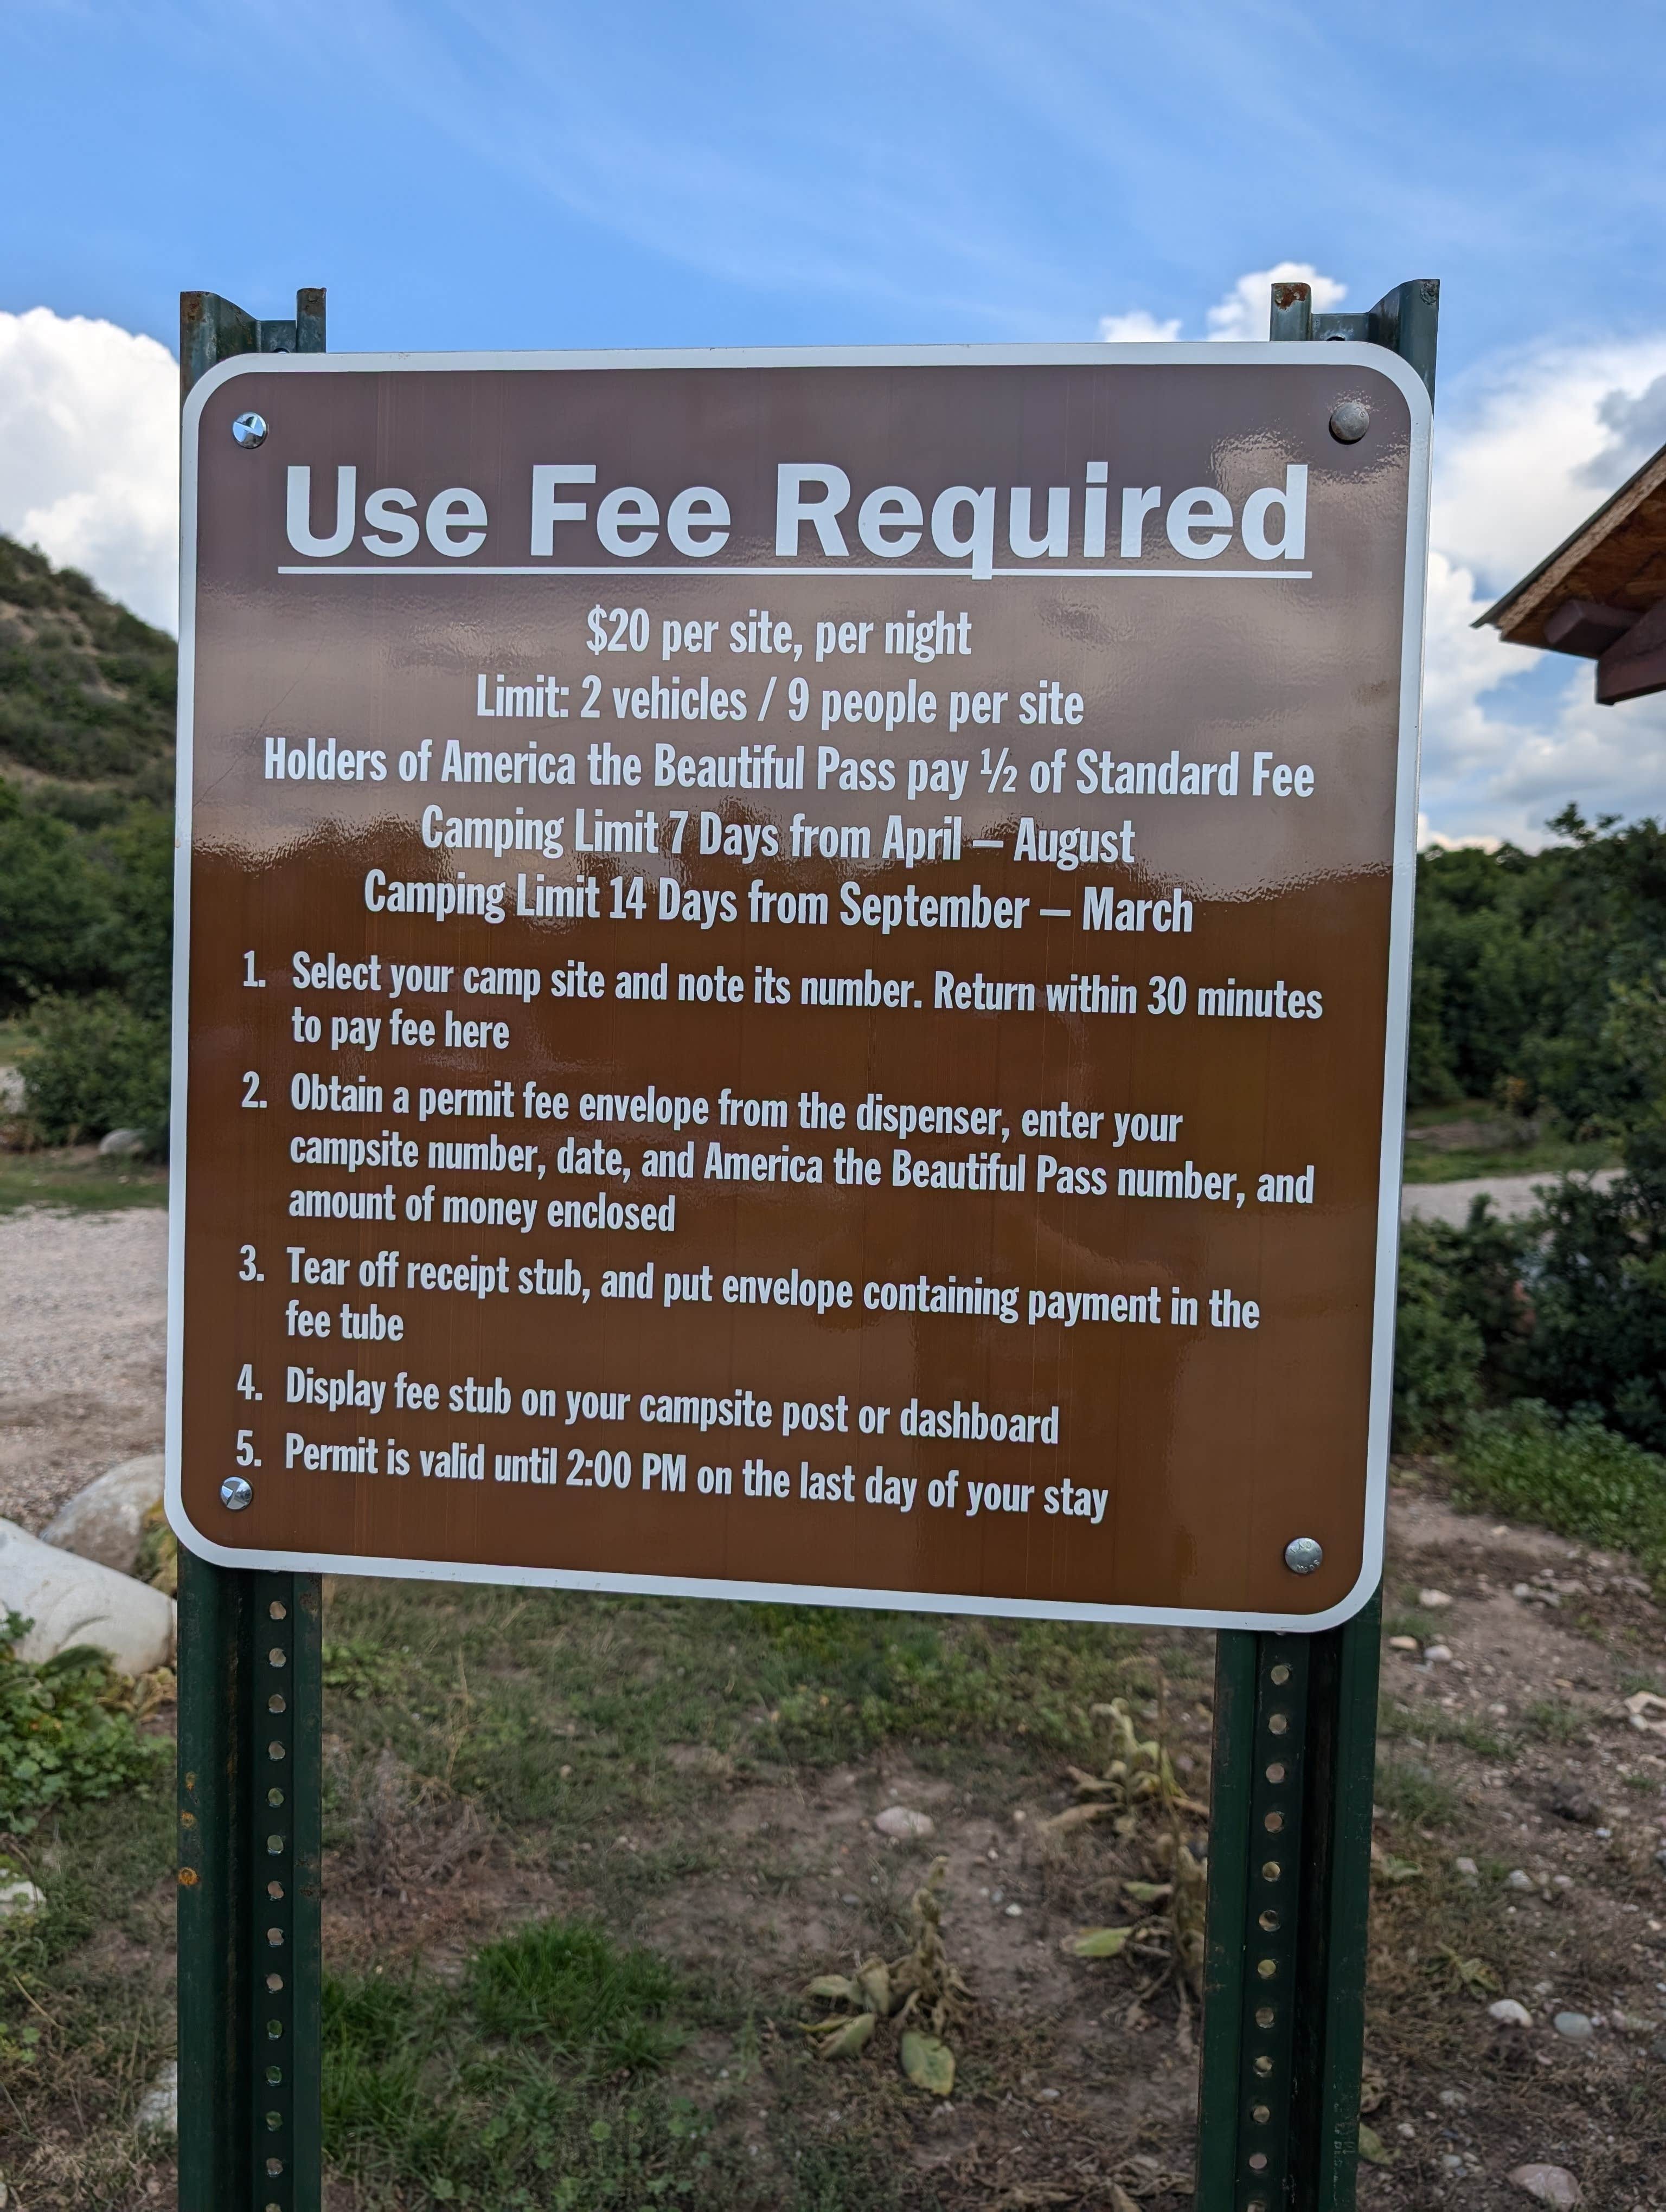 Use Fee Required
$20 per site, per night
Limit: 2 vehicles / 9 people per site
Holders of America the Beautiful Pass pay ½ of Standard Fee
Camping Limit 7 Days from April – August
Camping Limit 14 Days from September – March
1. Select your camp site and note its number. Return within 30 minutes
to pay fee here
2. Obtain a permit fee envelope from the dispenser, enter your
campsite number, date, and America the Beautiful Pass number, and
amount of money enclosed
3. Tear off receipt stub, and put envelope containing payment in the
fee tube
4. Display fee stub on your campsite post or dashboard
5. Permit is valid until 2:00 PM on the last day of your stay